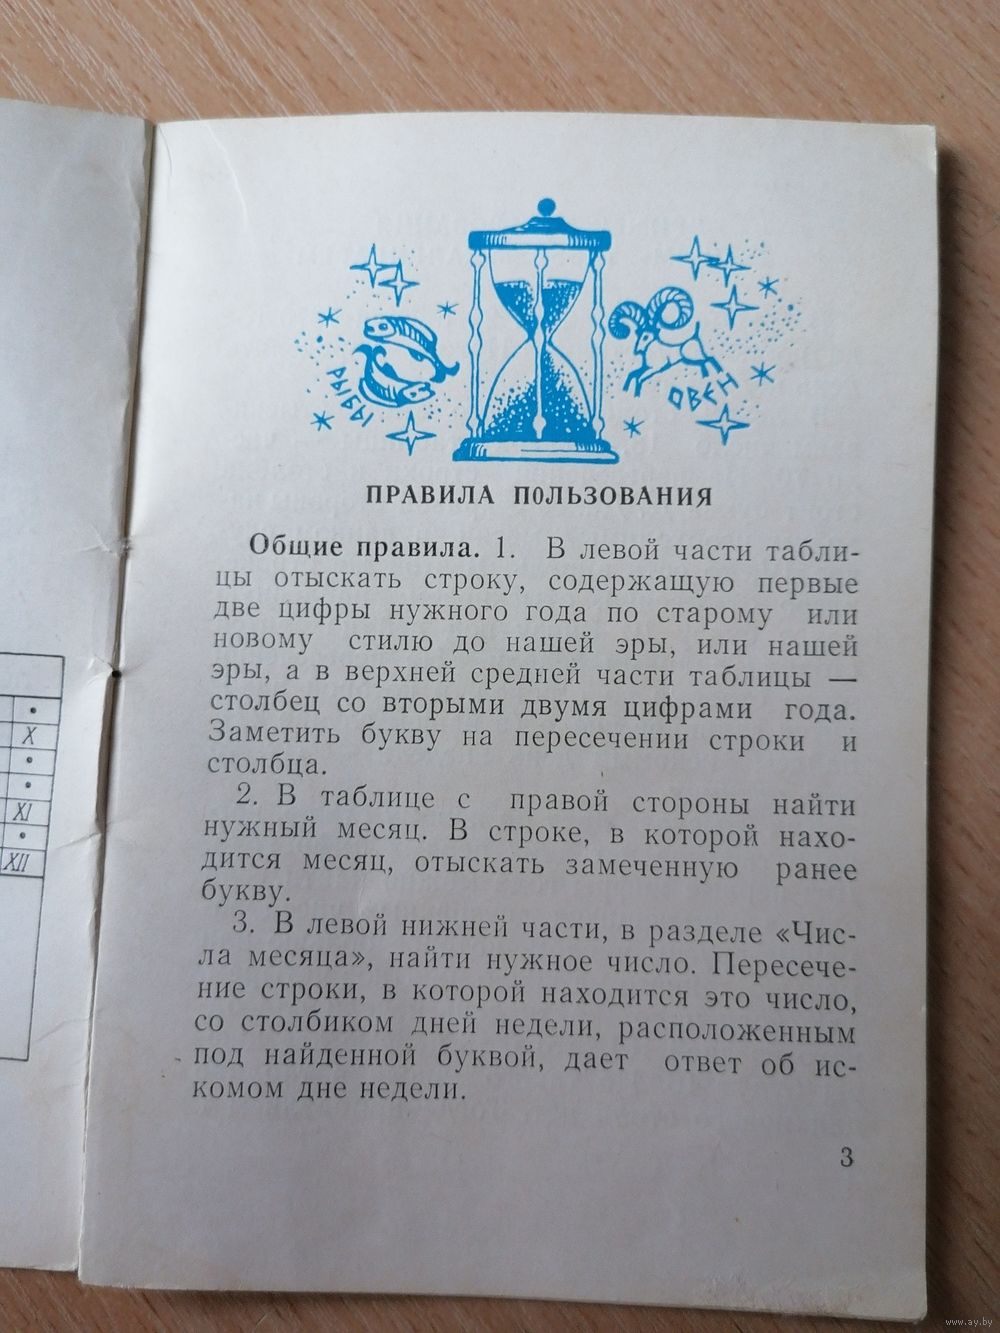 РЫБЫ
ОВЕН
ПРАВИЛА ПОЛЬЗОВАНИЯ
Общие правила. 1. В левой части табли-
цы отыскать строку, содержащую первые
две цифры нужного года по старому или
новому стилю до нашей эры, или нашей
эры, а в верхней средней части таблицы —
столбец со вторыми двумя цифрами года.
Заметить букву на пересечении строки и
столбца.
2. В таблице с правой стороны найти
нужный месяц. В строке, в которой нахо-
дится месяц, отыскать замеченную ранее
букву.
3. В левой нижней части, в разделе «Чис-
ла месяца», найти нужное число. Пересече-
ние строки, в которой находится это число,
со столбиком дней недели, расположенным
под найденной буквой, дает ответ об ис-
комом дне недели.
3
•
X
•
•
XI
•
XII
www.ay.by